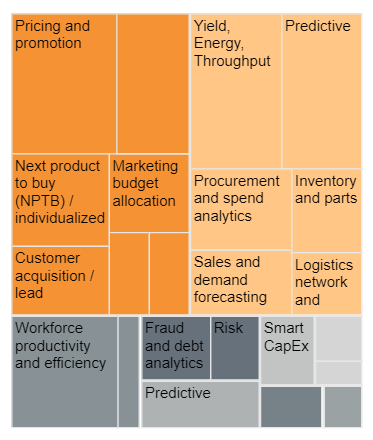 Pricing and
promotion
Yield,
Energy,
Throughput
Predictive
Next product
to buy
(NPTB) /
individualized
Marketing
budget
allocation
Procurement
and spend
analytics
Inventory
and parts
Customer
acquisition /
lead
Sales and
demand
forecasting
Logistics
network
and
Workforce
productivity
and efficiency
Fraud
and debt
analytics
Risk
Smart
CapEx
Predictive